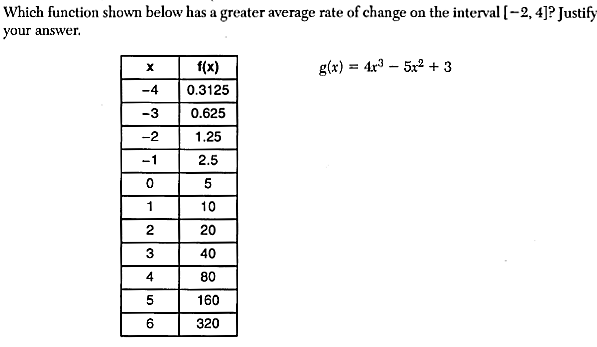 Which function shown below has a greater average rate of change on the interval [−2, 4]? Justify
your answer.
x f(x)
−4 0.3125
−3 0.625
−2 1.25
−1 2.5
0 5
1 10
2 20
3 40
4 80
5 160
6 320
g(x) = 4x³ − 5x² + 3